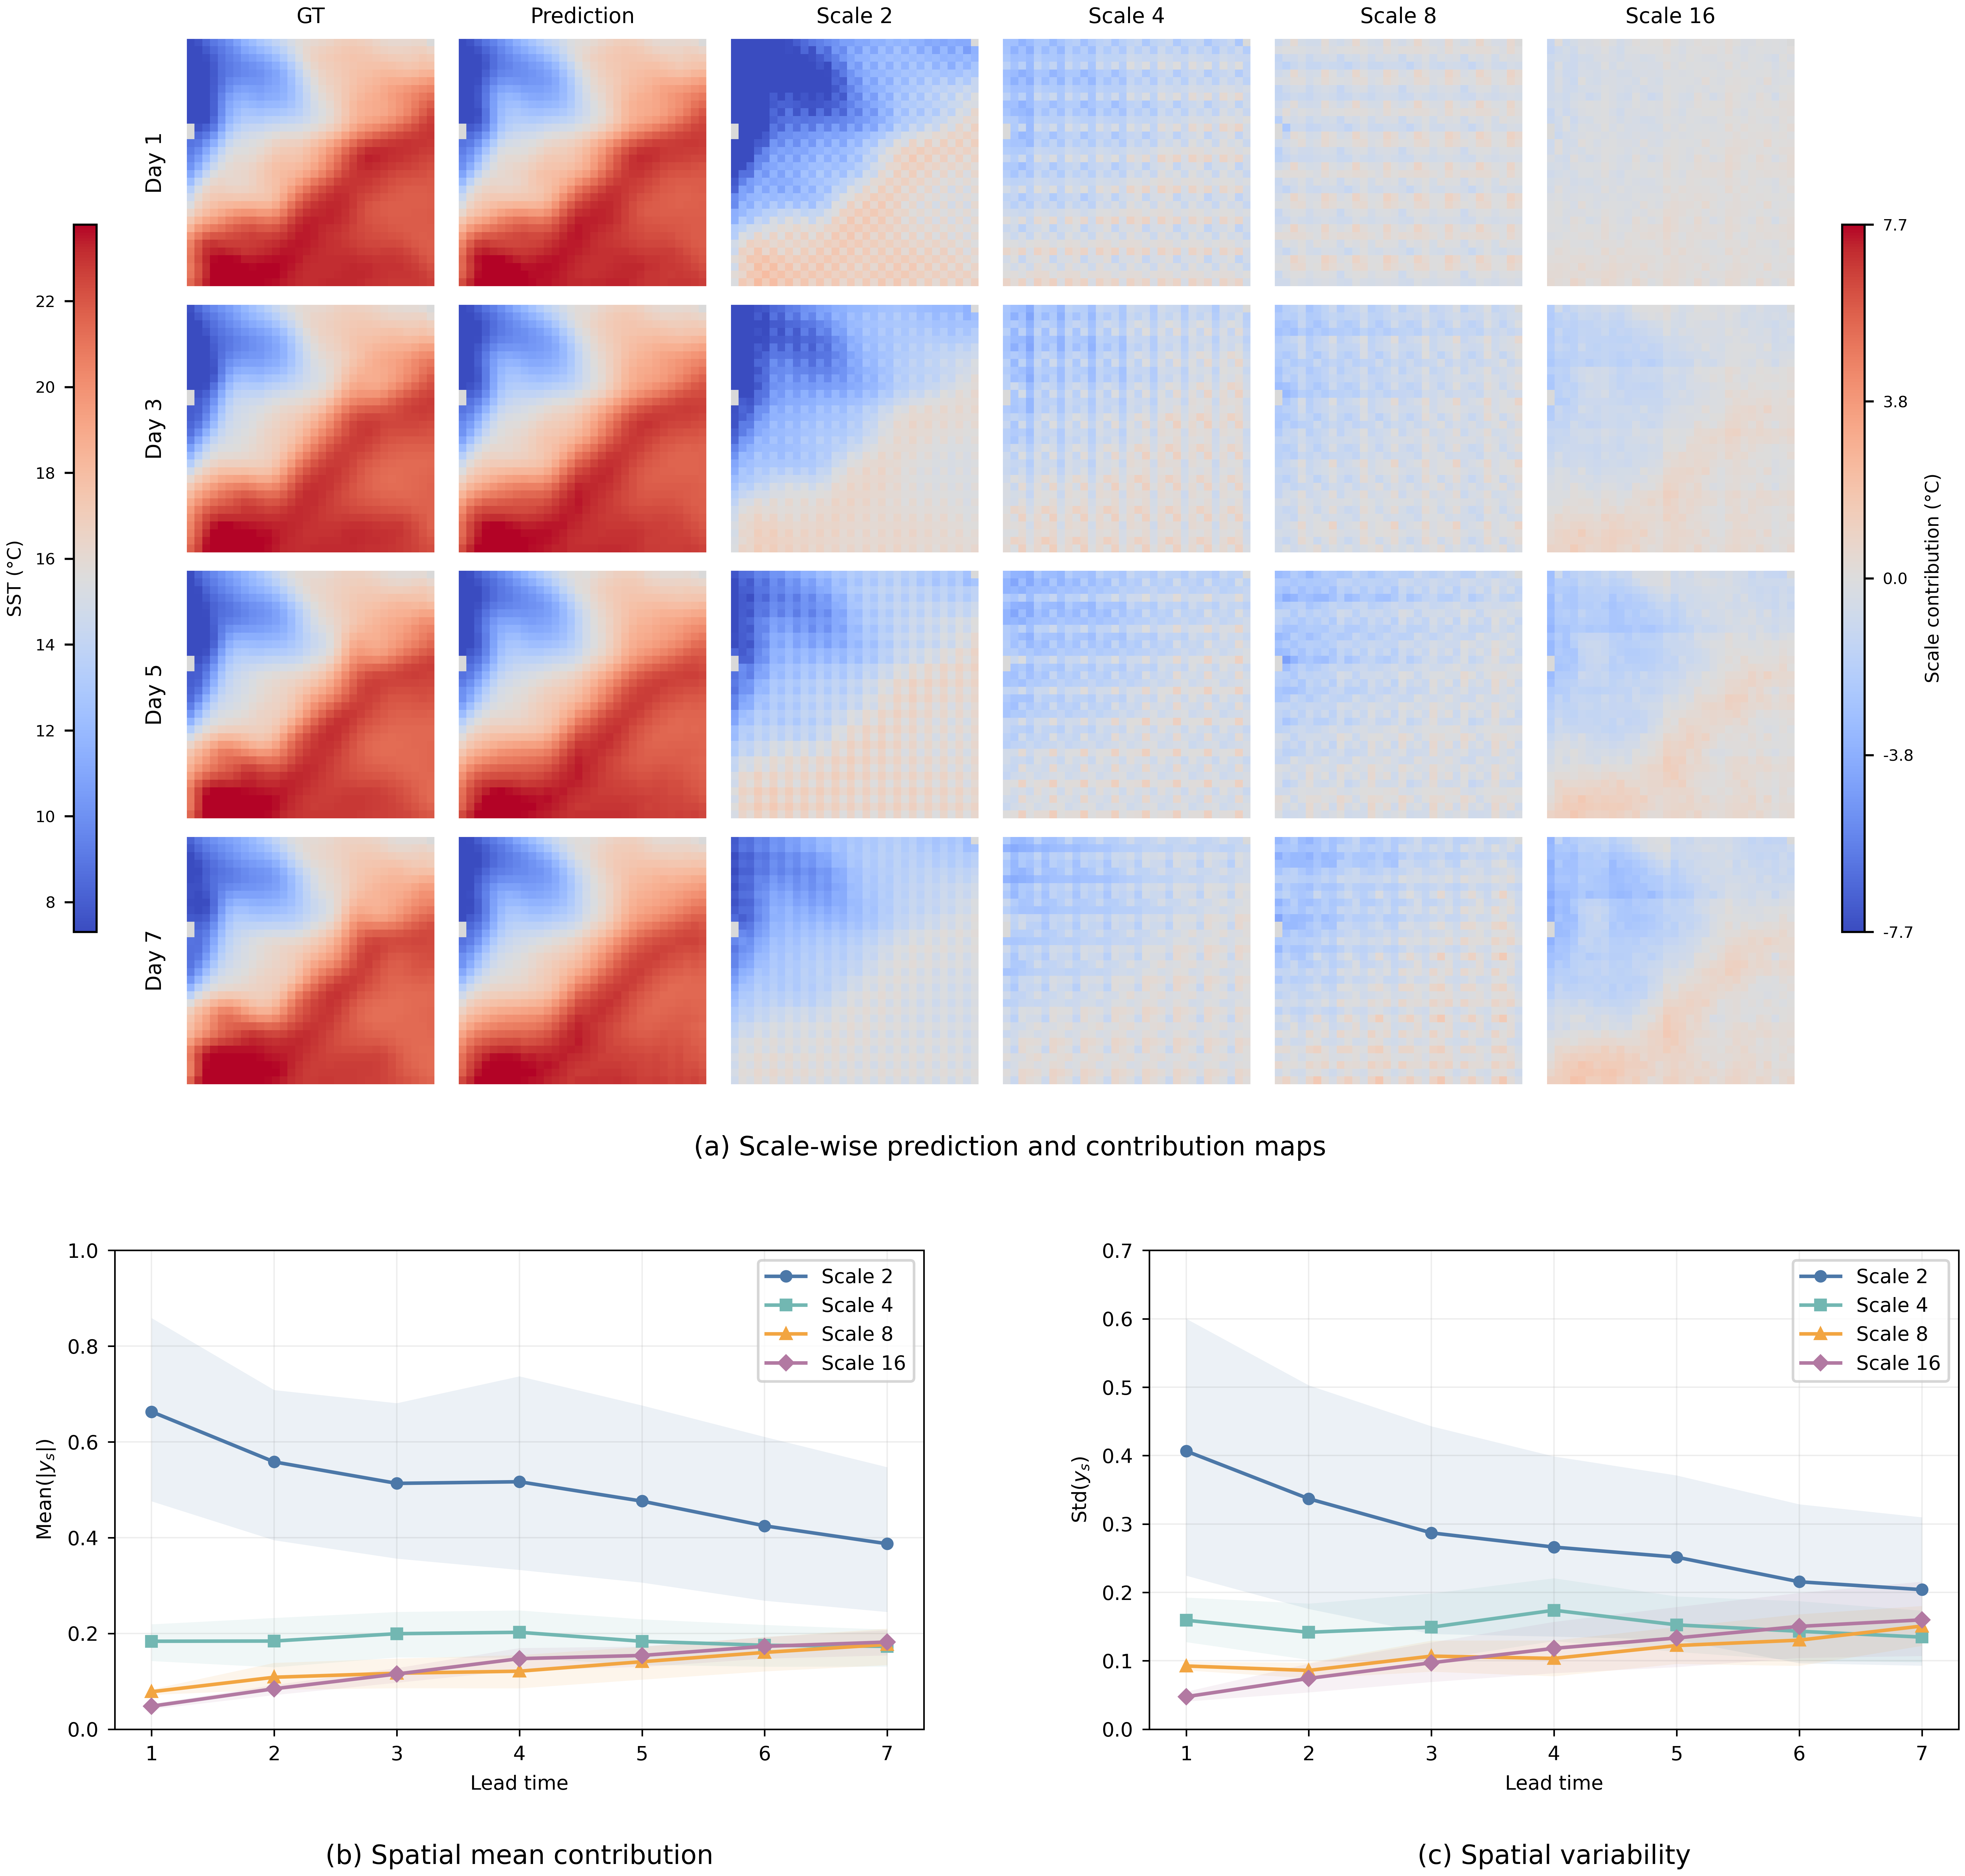 GT Prediction Scale 2 Scale 4 Scale 8 Scale 16
Day 1
Day 3
Day 5
Day 7
SST (°C)
22
20
18
16
14
12
10
8
Scale contribution (°C)
7.7
3.8
0.0
-3.8
-7.7
(a) Scale-wise prediction and contribution maps
Mean(|y_s|)
1.0
0.8
0.6
0.4
0.2
0.0
1 2 3 4 5 6 7
Lead time
Scale 2
Scale 4
Scale 8
Scale 16
(b) Spatial mean contribution
Std(y_s)
0.7
0.6
0.5
0.4
0.3
0.2
0.1
0.0
1 2 3 4 5 6 7
Lead time
Scale 2
Scale 4
Scale 8
Scale 16
(c) Spatial variability